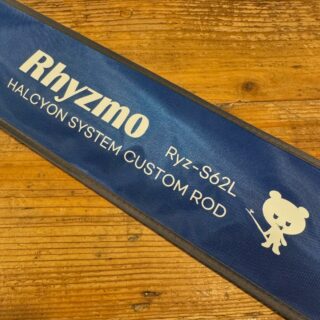 Rhyzmo
Ryz-S62L
HALCYON SYSTEM CUSTOM ROD